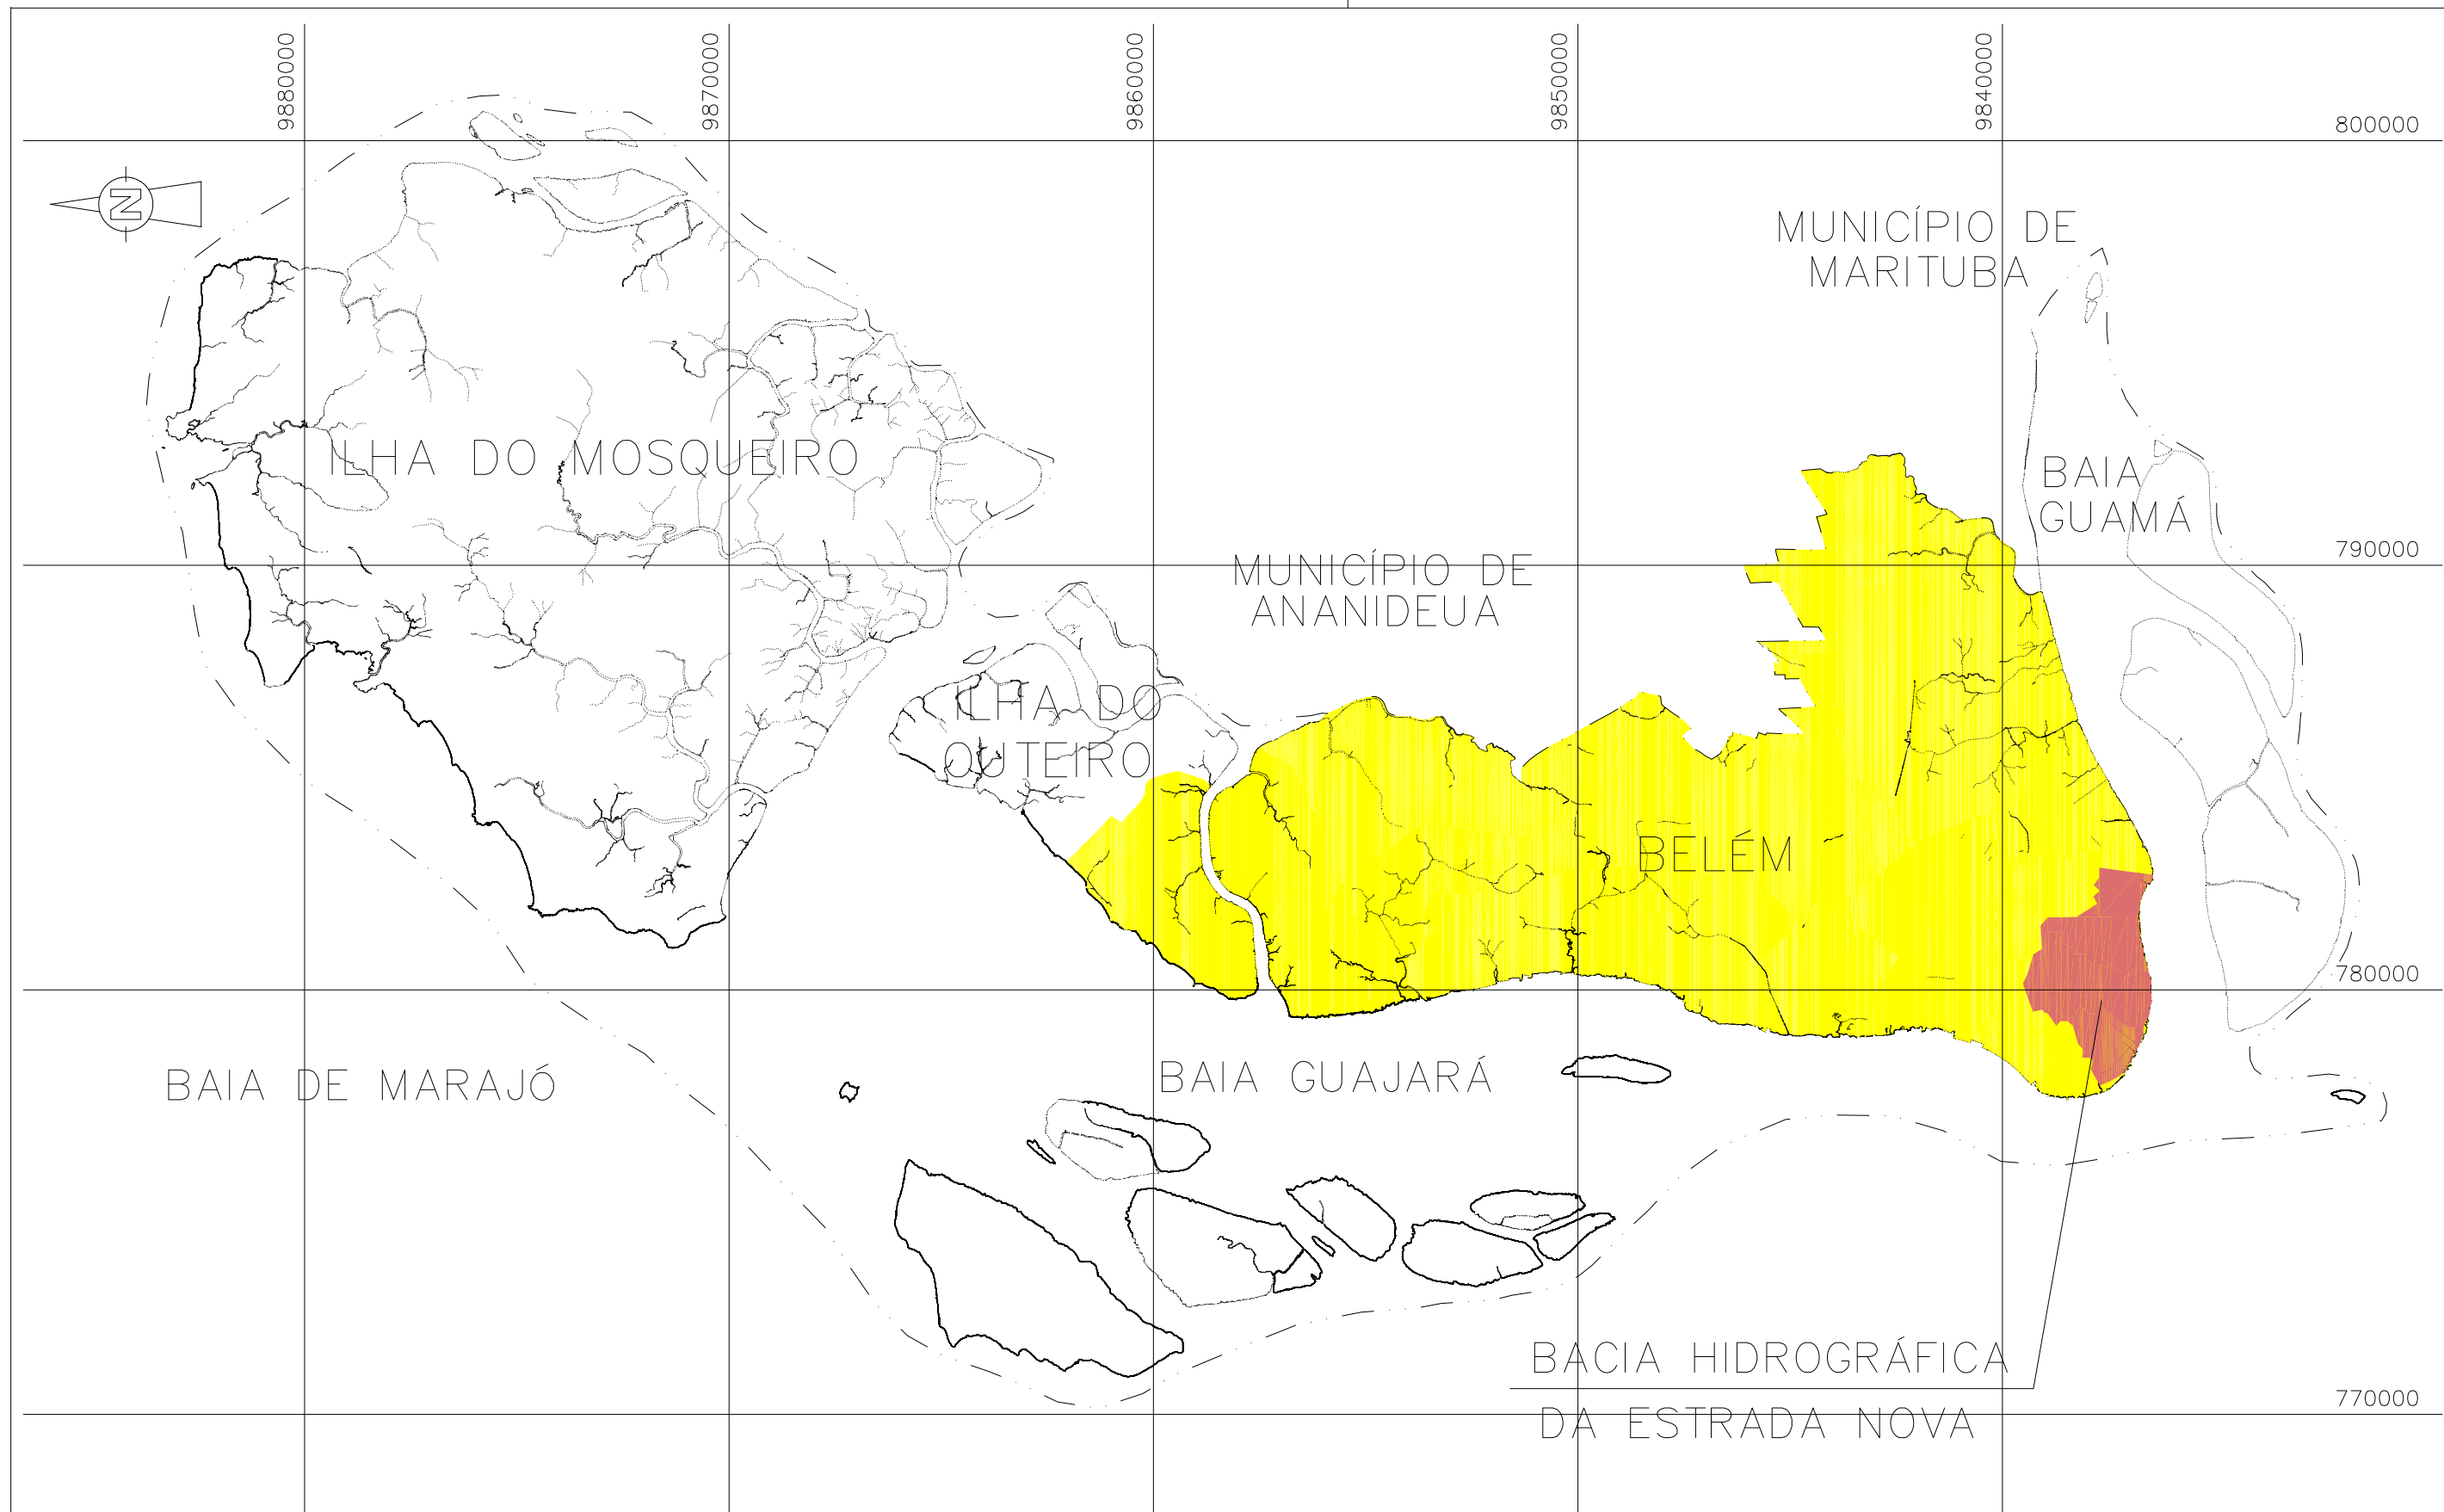 9880000
9870000
9860000
9850000
9840000
800000
N
MUNICÍPIO DE
MARITUBA
ILHA DO MOSQUEIRO
BAIA
GUAMÁ
790000
MUNICÍPIO DE
ANANIDEUA
ILHA DO
OUTEIRO
BELÉM
780000
BAIA DE MARAJÓ
BAIA GUAJARÁ
BACIA HIDROGRÁFICA
DA ESTRADA NOVA
770000